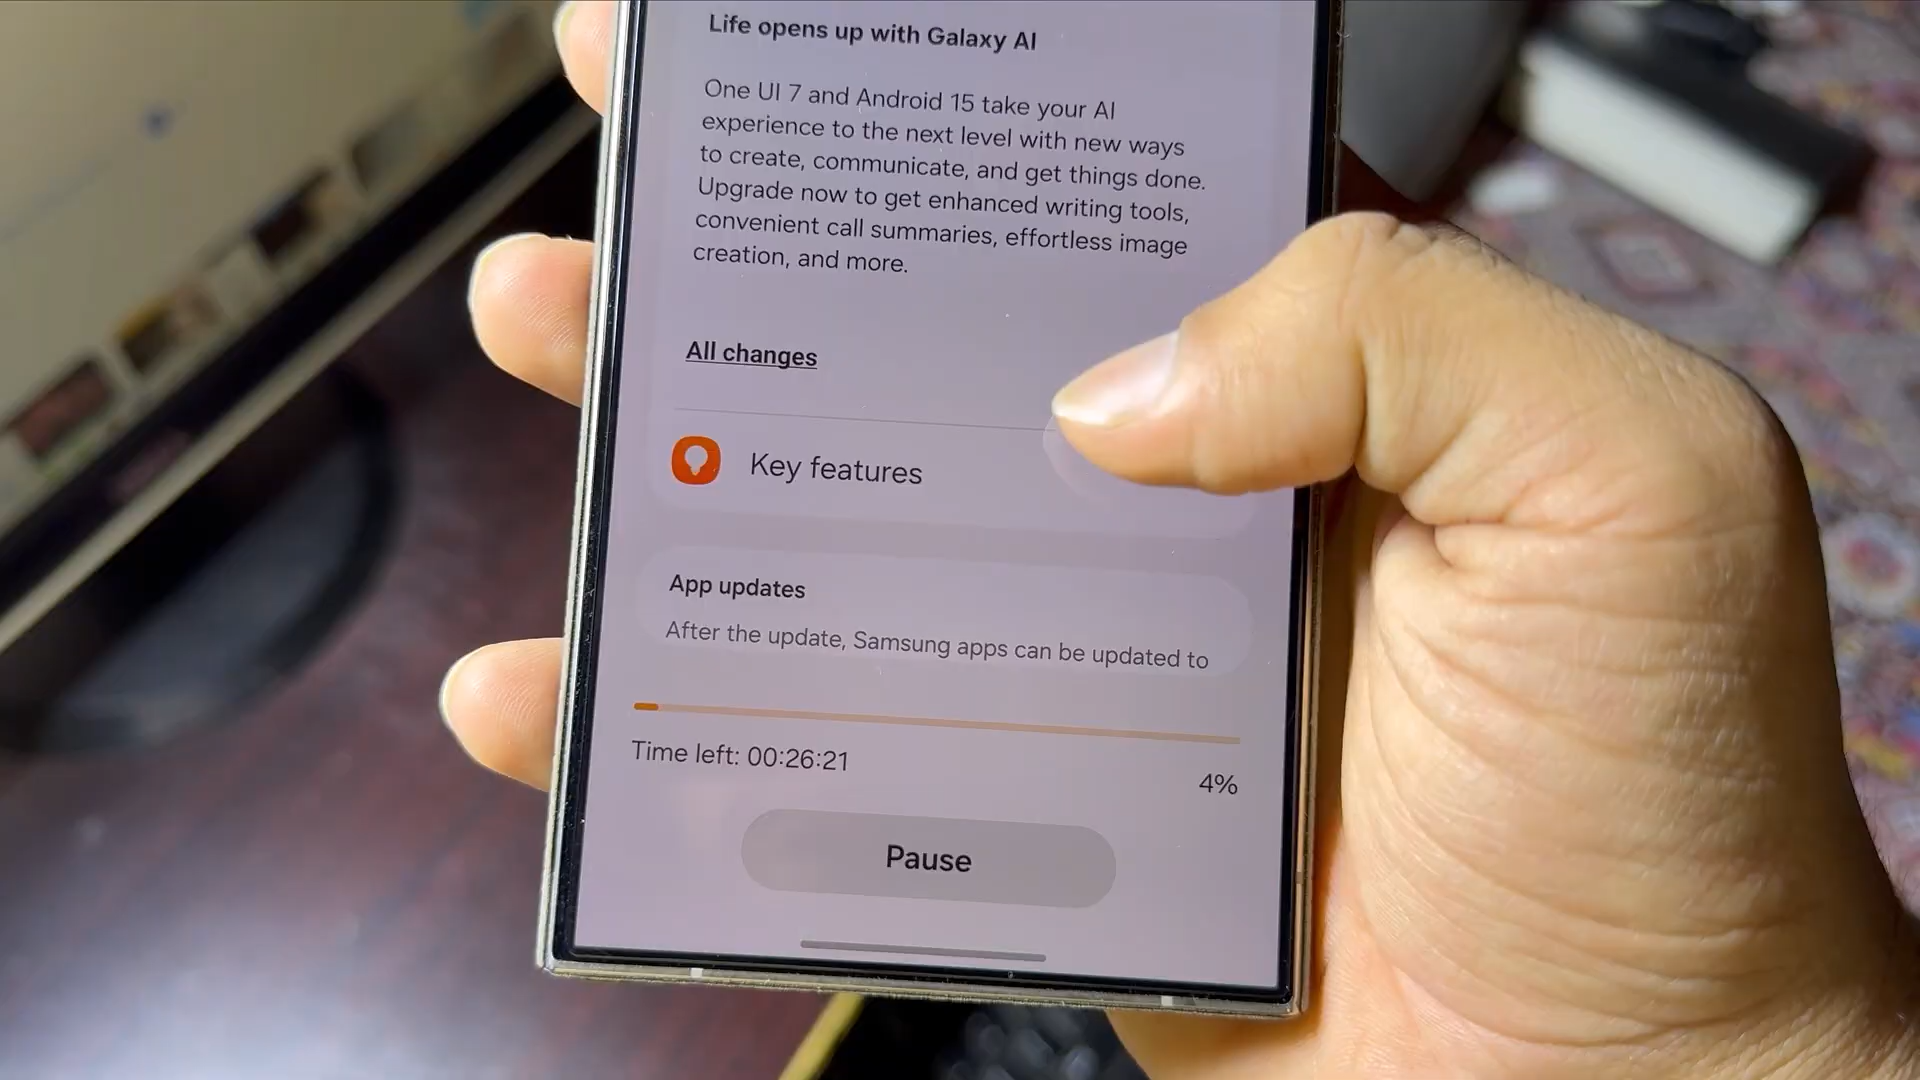 Life opens up with Galaxy AI
One UI 7 and Android 15 take your AI
experience to the next level with new ways
to create, communicate, and get things done.
Upgrade now to get enhanced writing tools,
convenient call summaries, effortless image
creation, and more.
All changes
Key features
App updates
After the update, Samsung apps can be updated to
Time left: 00:26:21
4%
Pause